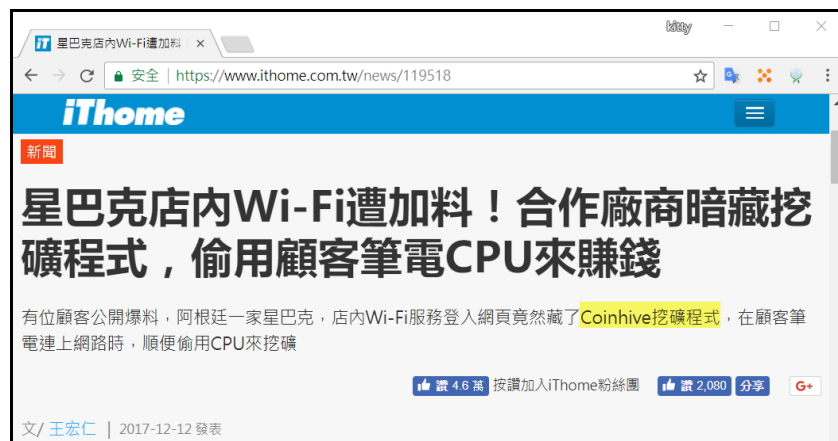 星巴克店內Wi-Fi遭加料
kitty
安全 | https://www.ithome.com.tw/news/119518
iThome
新聞
星巴克店內Wi-Fi遭加料！合作廠商暗藏挖
礦程式，偷用顧客筆電CPU來賺錢
有位顧客公開爆料，阿根廷一家星巴克，店內Wi-Fi服務登入網頁竟然藏了Coinhive挖礦程式，在顧客筆
電連上網路時，順便偷用CPU來挖礦
讚 4.6 萬 按讚加入iThome粉絲團 讚 2,080 分享 G+
文/ 王宏仁 | 2017-12-12 發表